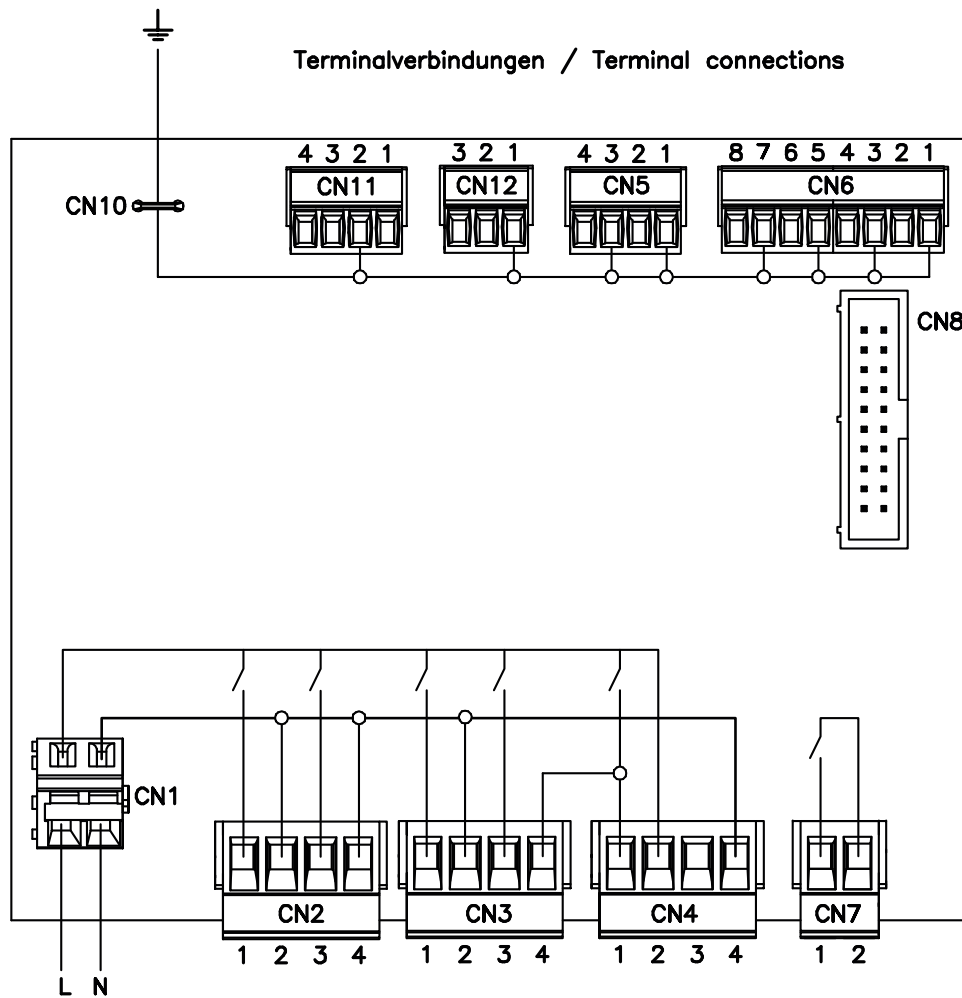 Terminalverbindungen / Terminal connections
4 3 2 1 3 2 1 4 3 2 1 8 7 6 5 4 3 2 1
CN11 CN12 CN5 CN6
CN10
CN8
CN1
CN2 CN3 CN4 CN7
1 2 3 4 1 2 3 4 1 2 3 4 1 2
L N